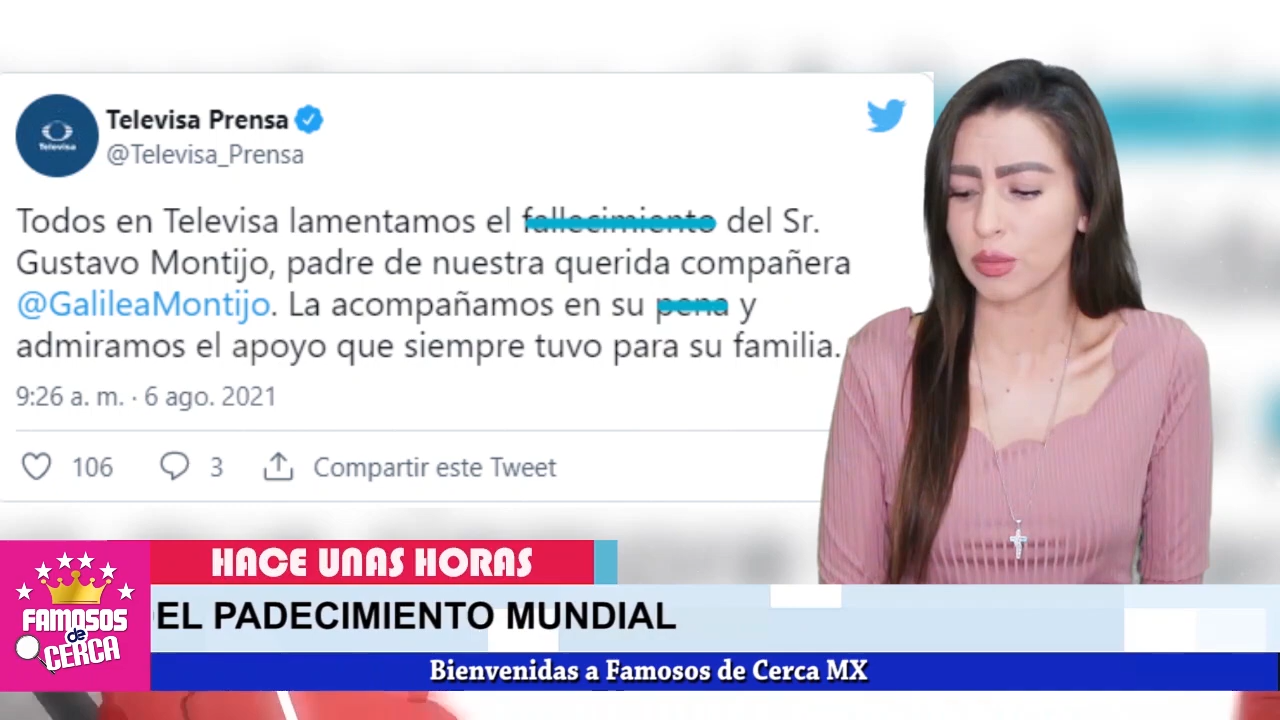 Televisa Prensa
@Televisa_Prensa
Televisa
Todos en Televisa lamentamos el fallecimiento del Sr.
Gustavo Montijo, padre de nuestra querida compañera
@GalileaMontijo. La acompañamos en su pena y
admiramos el apoyo que siempre tuvo para su familia.
9:26 a. m. · 6 ago. 2021
106 3 Compartir este Tweet
HACE UNAS HORAS
EL PADECIMIENTO MUNDIAL
FAMOSOS
de
CERCA
Bienvenidas a Famosos de Cerca MX